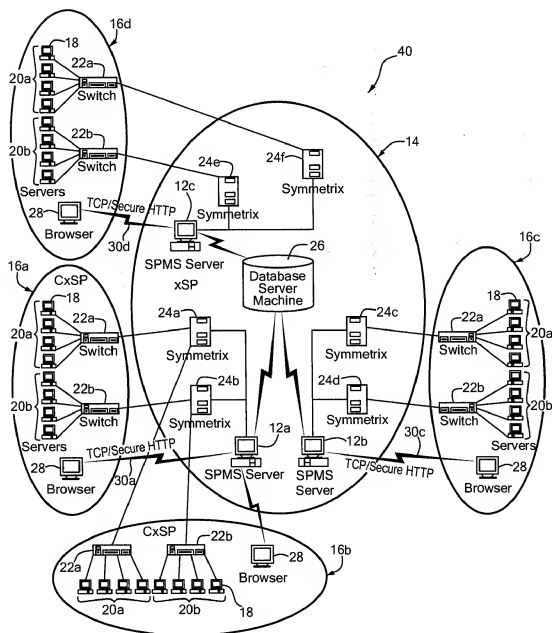 16d
18
22a
40
20a
Switch
22b
24e
24f
14
20b
Switch
Symmetrix
Servers
28
TCP/Secure HTTP
12c
Symmetrix
Browser
30d
SPMS Server
xSP
26
16c
16a
CxSP
Database
Server
Machine
18
22a
24a
24c
22a
18
20a
Switch
Symmetrix
Symmetrix
Switch
20a
22b
24b
24d
22b
20b
Switch
Symmetrix
Symmetrix
Switch
20b
Servers
TCP/Secure HTTP
12a
12b
30c
Servers
28
30a
SPMS Server
SPMS
Server
TCP/Secure HTTP
28
Browser
Browser
CxSP
22a
22b
28
16b
Browser
18
20a
20b